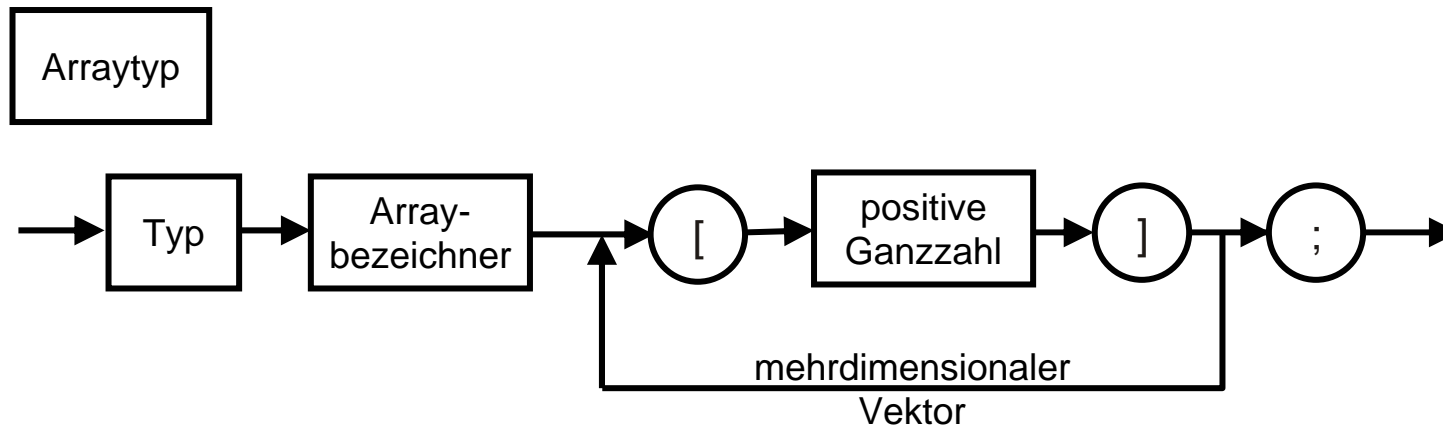 Arraytyp
Typ
Array-
bezeichner
[
positive
Ganzzahl
]
;
mehrdimensionaler
Vektor